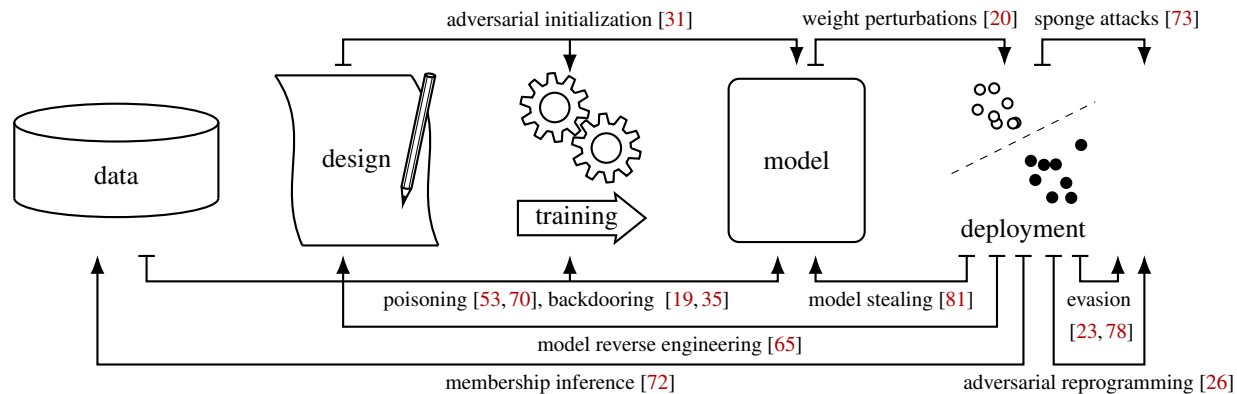 adversarial initialization [31]
weight perturbations [20]
sponge attacks [73]
data
design
training
model
deployment
poisoning [53, 70], backdooring [19, 35]
model stealing [81]
evasion
[23, 78]
model reverse engineering [65]
membership inference [72]
adversarial reprogramming [26]